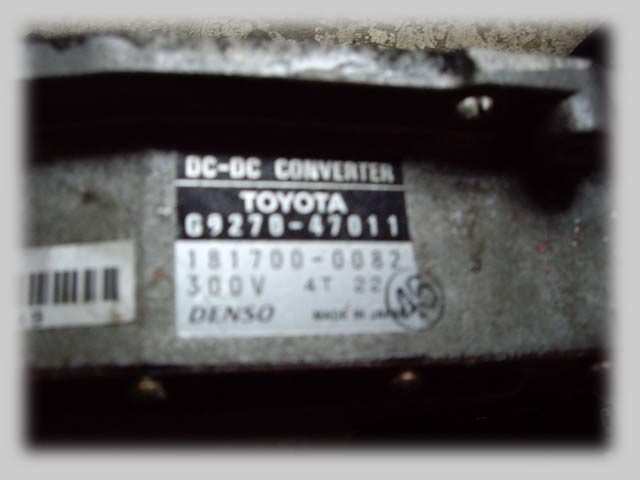 DC-DC CONVERTER
TOYOTA
G9270-47011
181700-0082
300V 4T 22
DENSO MADE IN JAPAN